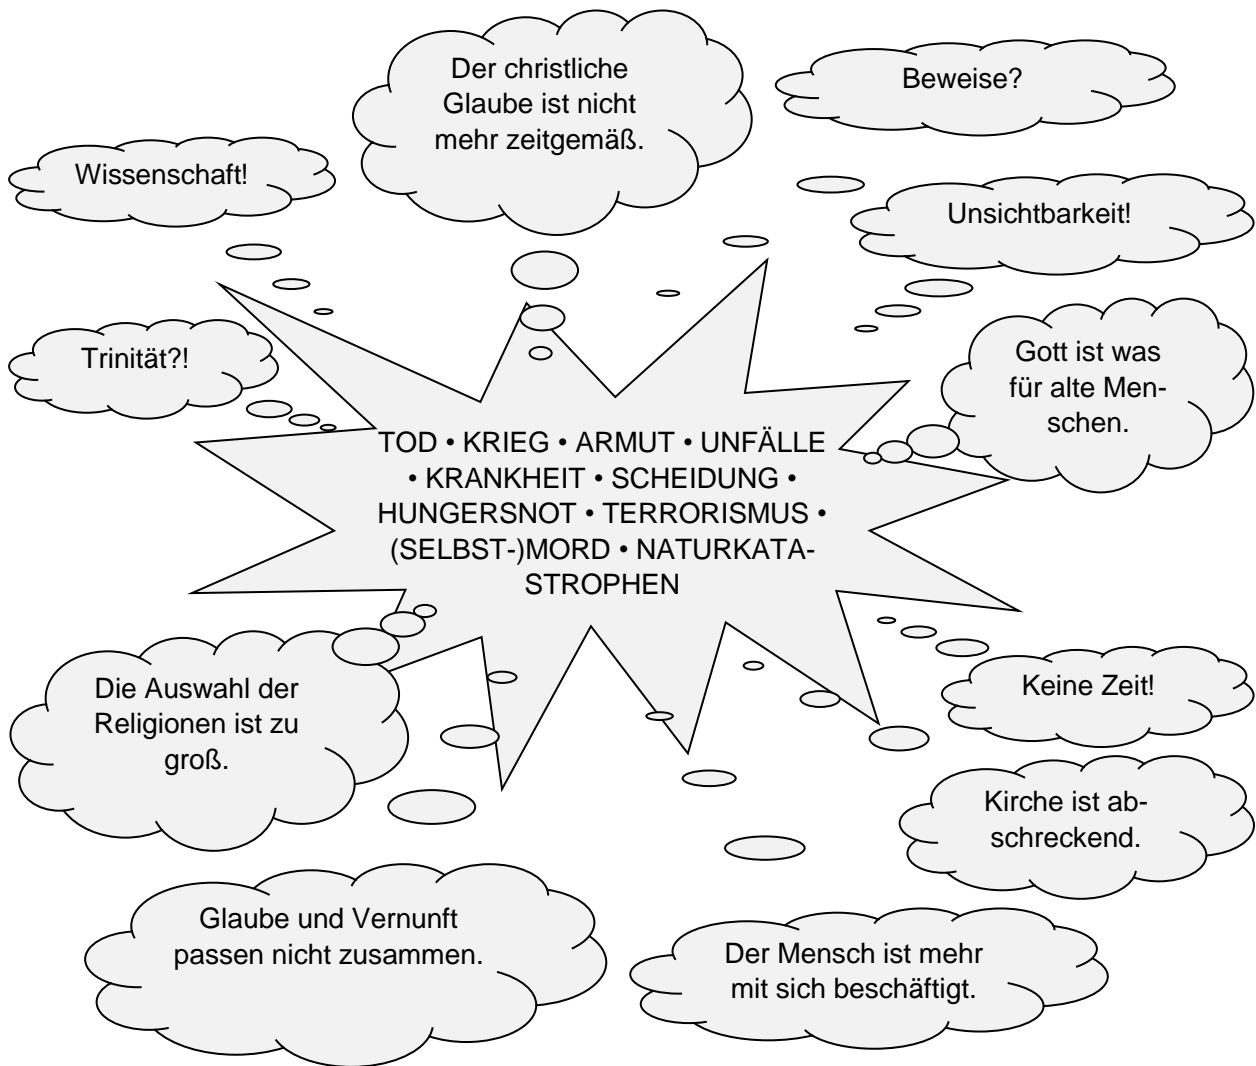 Der christliche
Glaube ist nicht
mehr zeitgemäß.
Beweise?
Wissenschaft!
Unsichtbarkeit!
Trinität?!
Gott ist was
für alte Men-
schen.
TOD • KRIEG • ARMUT • UNFÄLLE
• KRANKHEIT • SCHEIDUNG •
HUNGERSNOT • TERRORISMUS •
(SELBST-)MORD • NATURKATA-
STROPHEN
Die Auswahl der
Religionen ist zu
groß.
Keine Zeit!
Kirche ist ab-
schreckend.
Glaube und Vernunft
passen nicht zusammen.
Der Mensch ist mehr
mit sich beschäftigt.